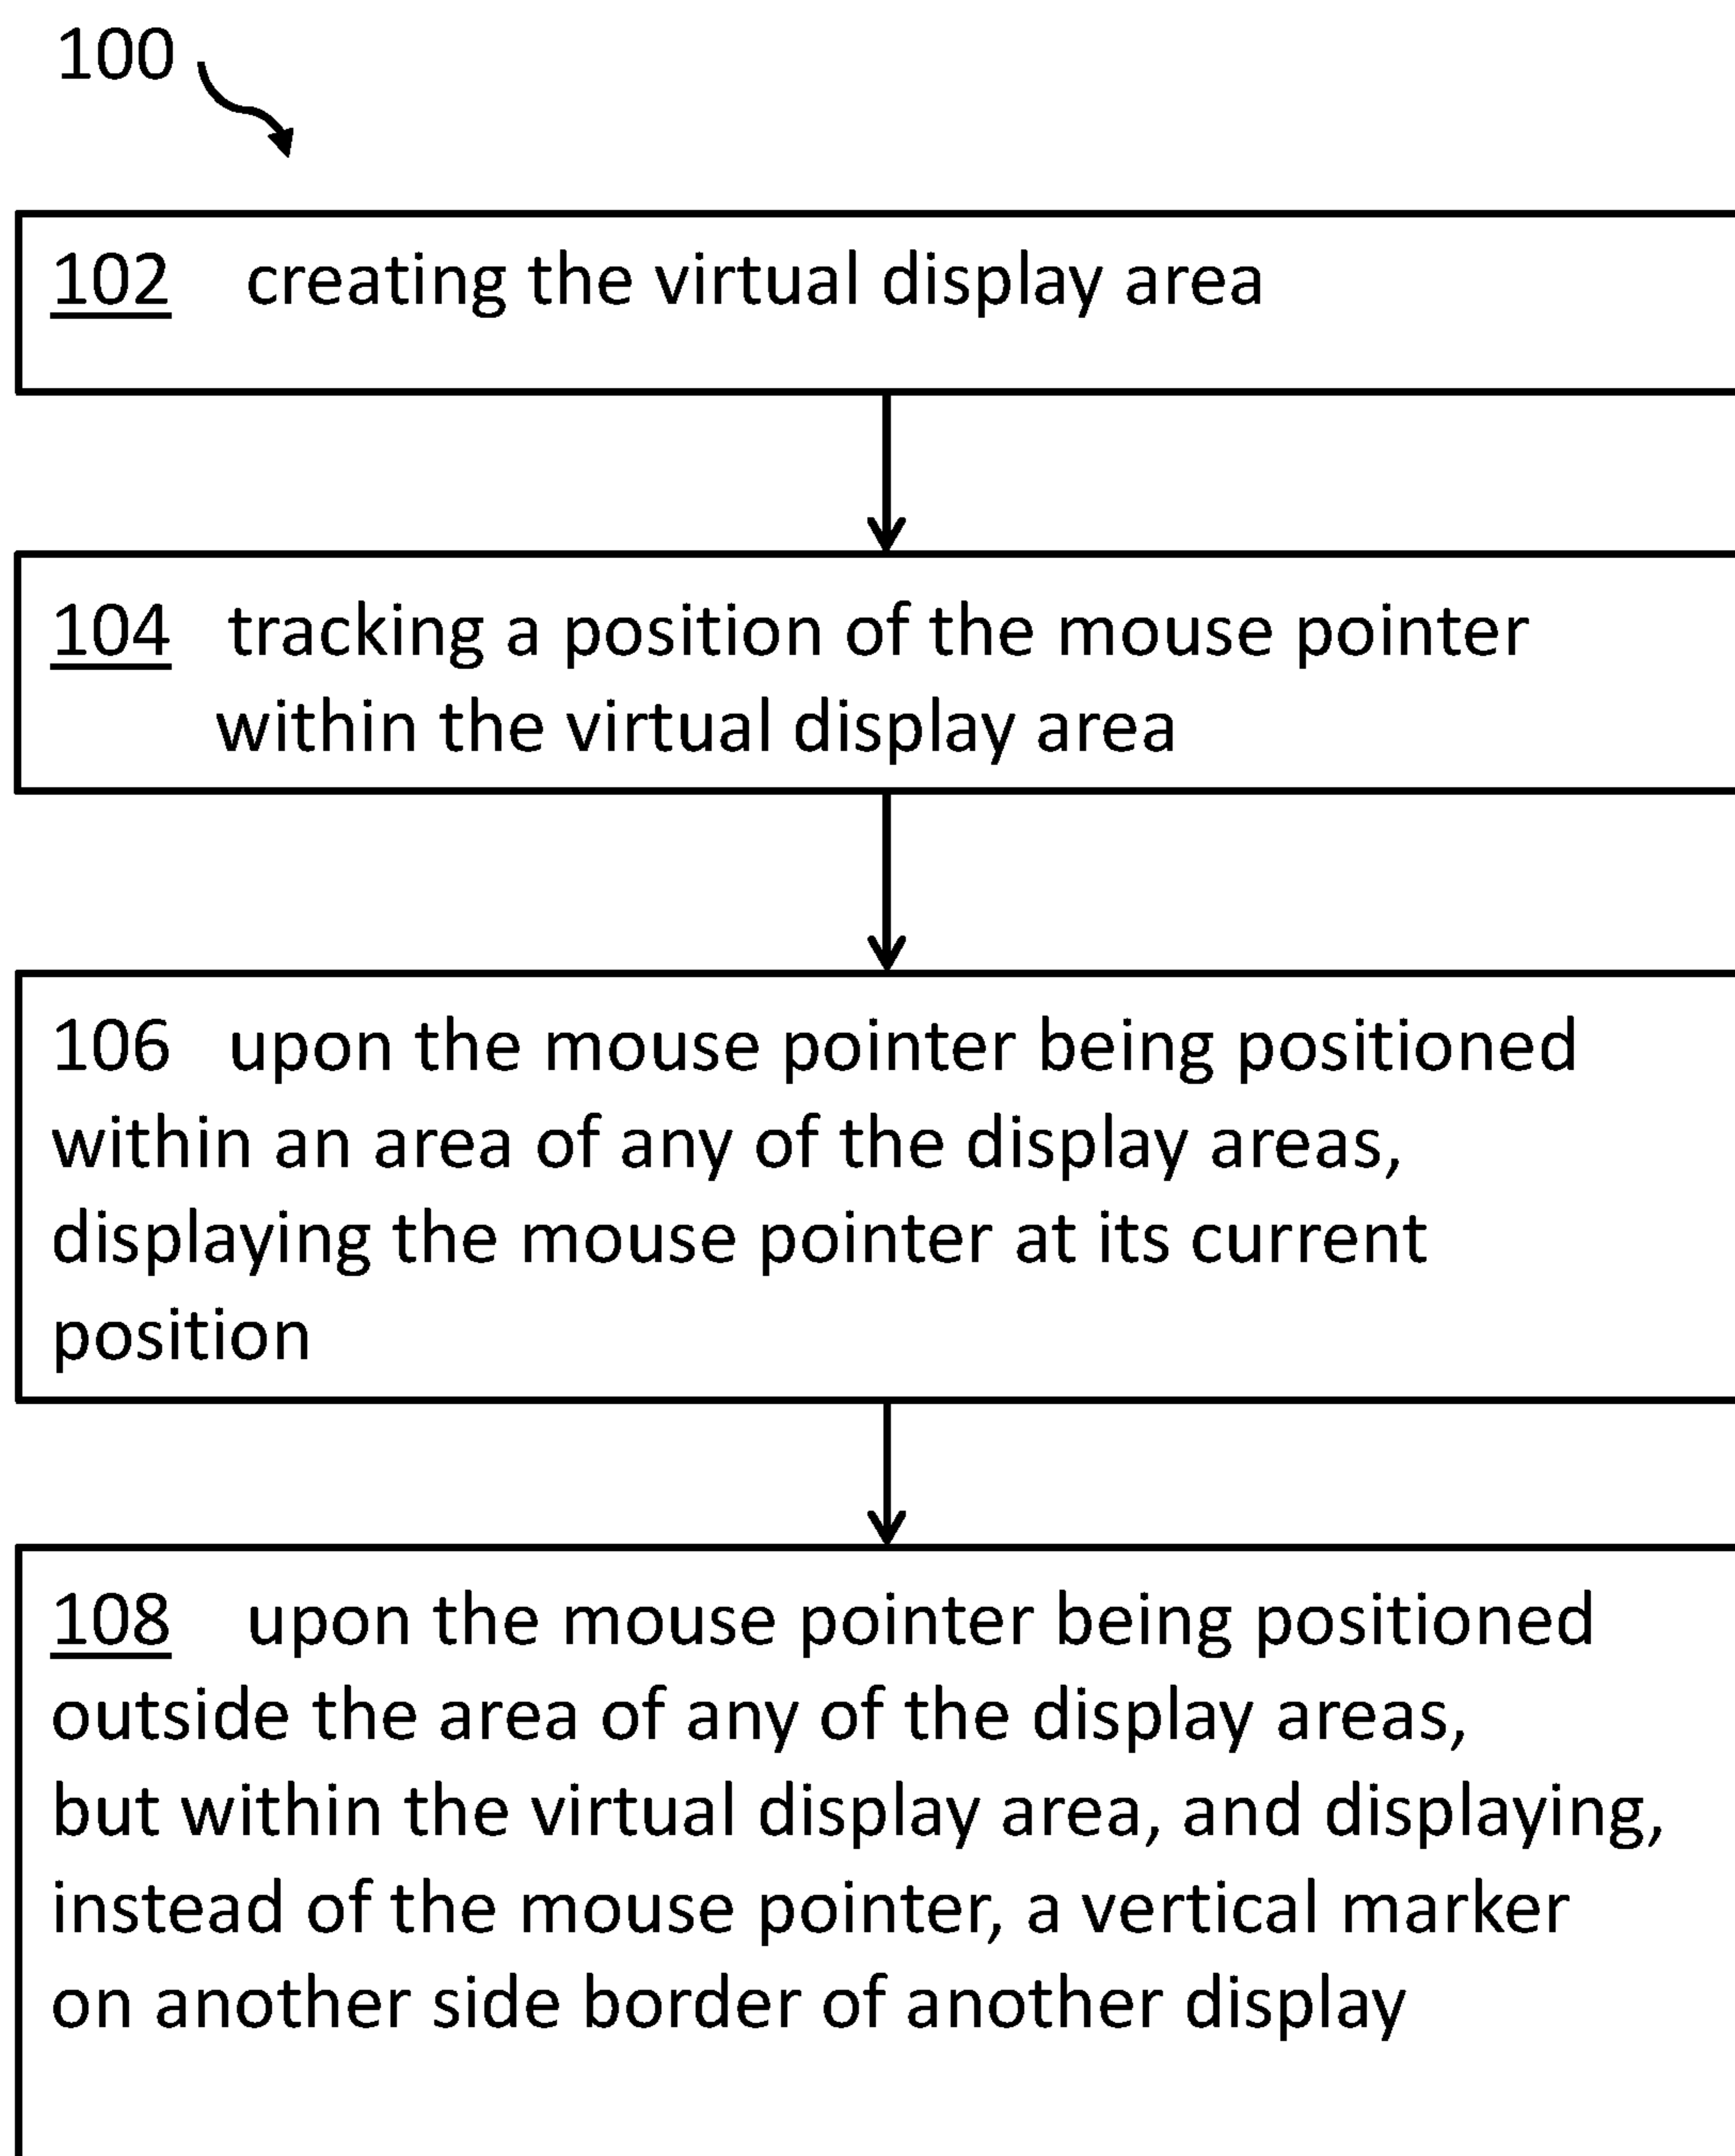 100
102 creating the virtual display area
104 tracking a position of the mouse pointer
within the virtual display area
106 upon the mouse pointer being positioned
within an area of any of the display areas,
displaying the mouse pointer at its current
position
108 upon the mouse pointer being positioned
outside the area of any of the display areas,
but within the virtual display area, and displaying,
instead of the mouse pointer, a vertical marker
on another side border of another display